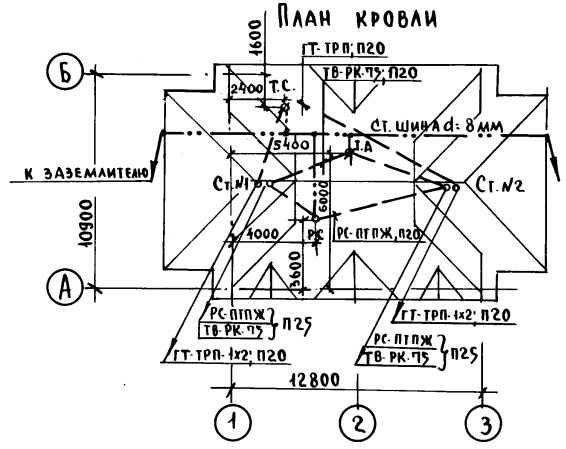 ПЛАН КРОВЛИ
ГТ-ТРП; П20
ТВ-РК-75; П20
1600
2400
Т.С.
Б
СТ. ШИНА d=8мм
5400
Т.А
К ЗАЗЕМЛИТЕЛЮ
СТ.N1
СТ.N2
6000
10900
РС
4000
РС-ПТПЖ, П20
3600
А
РС-ПТПЖ
ТВ-РК-75
П25
ГТ-ТРП-1х2; П20
ГТ-ТРП-1х2; П20
РС-ПТПЖ
ТВ-РК-75
П25
12800
1
2
3